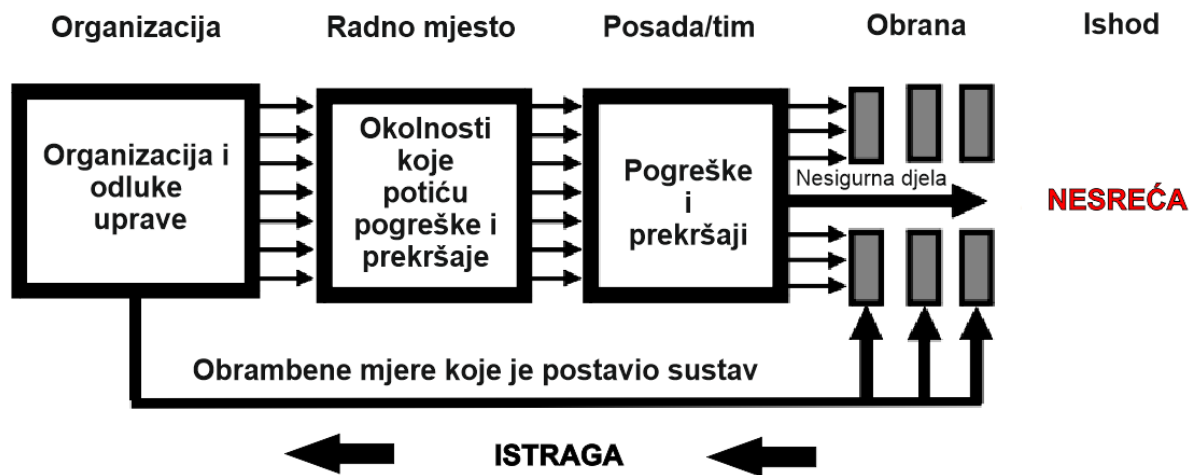 Organizacija
Radno mjesto
Posada/tim
Obrana
Ishod
Organizacija i
odluke
uprave
Okolnosti
koje
potiču
pogreške i
prekršaje
Pogreške
i
prekršaji
Nesigurna djela
NESREĆA
Obrambene mjere koje je postavio sustav
ISTRAGA